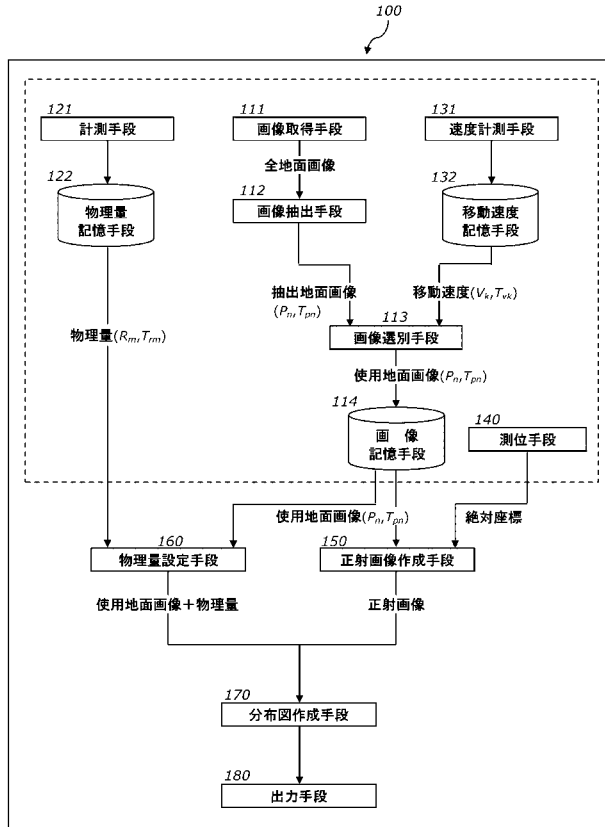 100
121
計測手段
111
画像取得手段
131
速度計測手段
全地面画像
122
物理量
記憶手段
112
画像抽出手段
132
移動速度
記憶手段
抽出地面画像
(Pn,Tpn)
移動速度(Vk,Tvk)
物理量(Rm,Trm)
113
画像選別手段
使用地面画像(Pn,Tpn)
114
画 像
記憶手段
140
測位手段
使用地面画像(Pn,Tpn)
絶対座標
160
物理量設定手段
150
正射画像作成手段
使用地面画像＋物理量
正射画像
170
分布図作成手段
180
出力手段